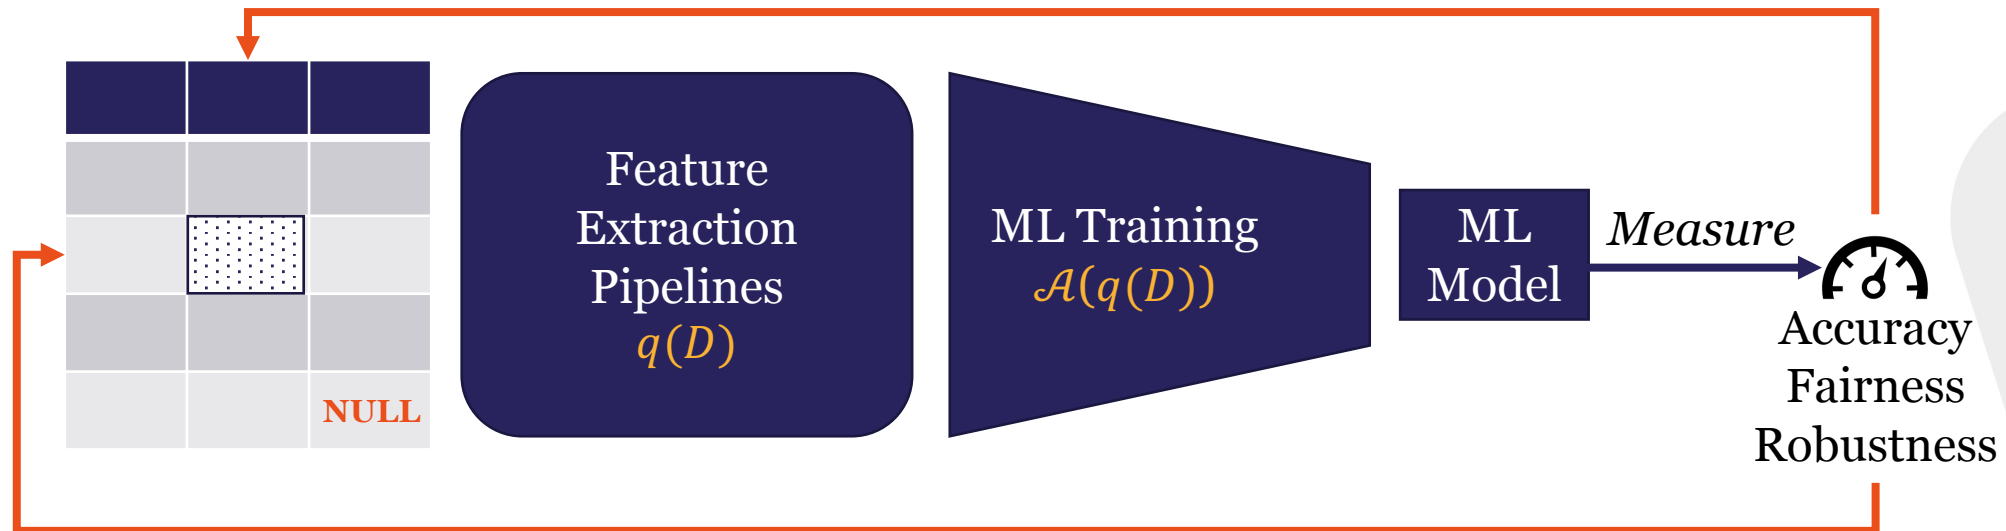 NULL
Feature
Extraction
Pipelines
q(D)
ML Training
𝒜(q(D))
ML
Model
Measure
Accuracy
Fairness
Robustness